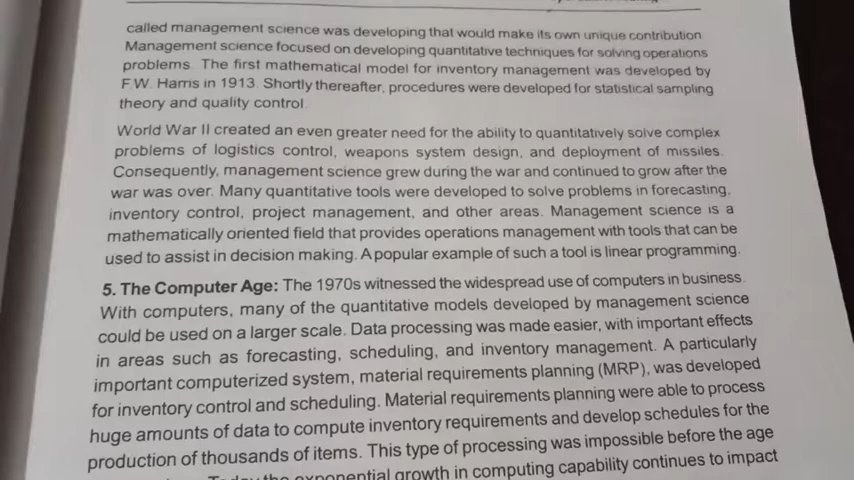 called management science was developing that would make its own unique contribution.
Management science focused on developing quantitative techniques for solving operations
problems. The first mathematical model for inventory management was developed by
F.W. Harris in 1913. Shortly thereafter, procedures were developed for statistical sampling
theory and quality control.
World War II created an even greater need for the ability to quantitatively solve complex
problems of logistics control, weapons system design, and deployment of missiles.
Consequently, management science grew during the war and continued to grow after the
war was over. Many quantitative tools were developed to solve problems in forecasting,
inventory control, project management, and other areas. Management science is a
mathematically oriented field that provides operations management with tools that can be
used to assist in decision making. A popular example of such a tool is linear programming.
5. The Computer Age: The 1970s witnessed the widespread use of computers in business.
With computers, many of the quantitative models developed by management science
could be used on a larger scale. Data processing was made easier, with important effects
in areas such as forecasting, scheduling, and inventory management. A particularly
important computerized system, material requirements planning (MRP), was developed
for inventory control and scheduling. Material requirements planning were able to process
huge amounts of data to compute inventory requirements and develop schedules for the
production of thousands of items. This type of processing was impossible before the age
Today the exponential growth in computing capability continues to impact